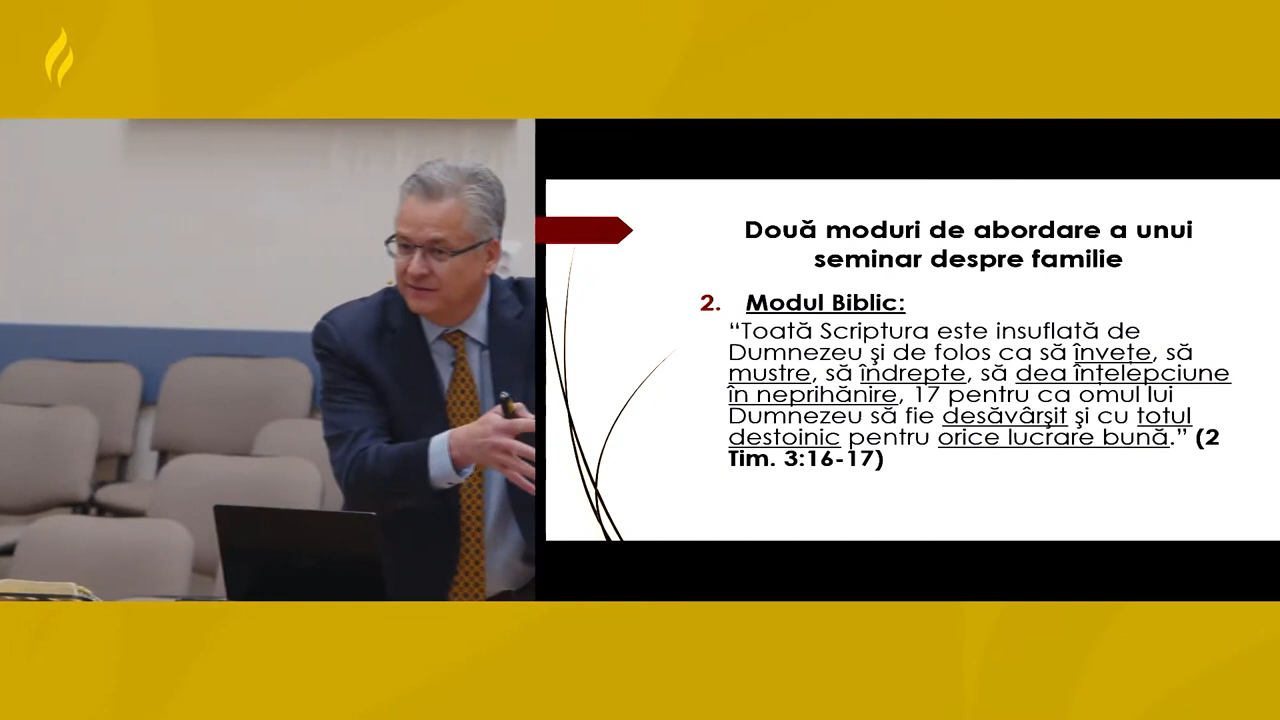 Două moduri de abordare a unui
seminar despre familie
2. Modul Biblic:
“Toată Scriptura este insuflată de
Dumnezeu şi de folos ca să învețe, să
mustre, să îndrepte, să dea înțelepciune
în neprihănire, 17 pentru ca omul lui
Dumnezeu să fie desăvârşit şi cu totul
destoinic pentru orice lucrare bună.” (2
Tim. 3:16-17)